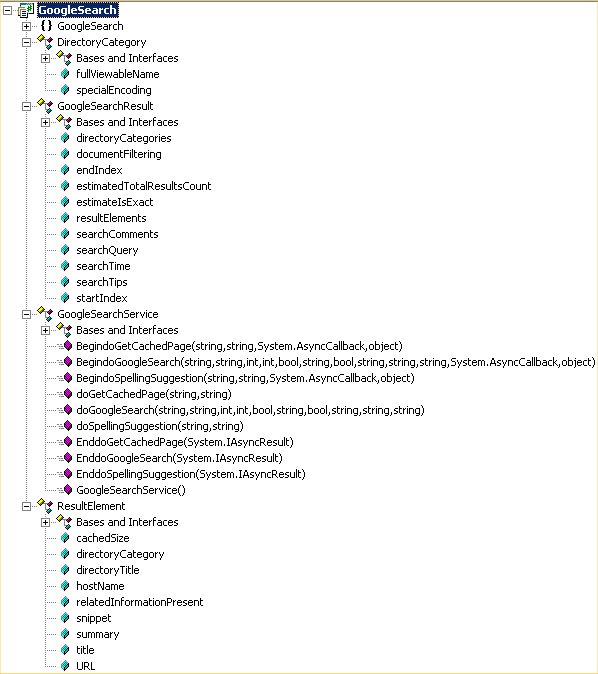 GoogleSearch
{} GoogleSearch
DirectoryCategory
Bases and Interfaces
fullViewableName
specialEncoding
GoogleSearchResult
Bases and Interfaces
directoryCategories
documentFiltering
endIndex
estimatedTotalResultsCount
estimateIsExact
resultElements
searchComments
searchQuery
searchTime
searchTips
startIndex
GoogleSearchService
Bases and Interfaces
BegindoGetCachedPage(string,string,System.AsyncCallback,object)
BegindoGoogleSearch(string,string,int,int,bool,string,bool,string,string,string,System.AsyncCallback,object)
BegindoSpellingSuggestion(string,string,System.AsyncCallback,object)
doGetCachedPage(string,string)
doGoogleSearch(string,string,int,int,bool,string,bool,string,string,string)
doSpellingSuggestion(string,string)
EnddoGetCachedPage(System.IAsyncResult)
EnddoGoogleSearch(System.IAsyncResult)
EnddoSpellingSuggestion(System.IAsyncResult)
GoogleSearchService()
ResultElement
Bases and Interfaces
cachedSize
directoryCategory
directoryTitle
hostName
relatedInformationPresent
snippet
summary
title
URL